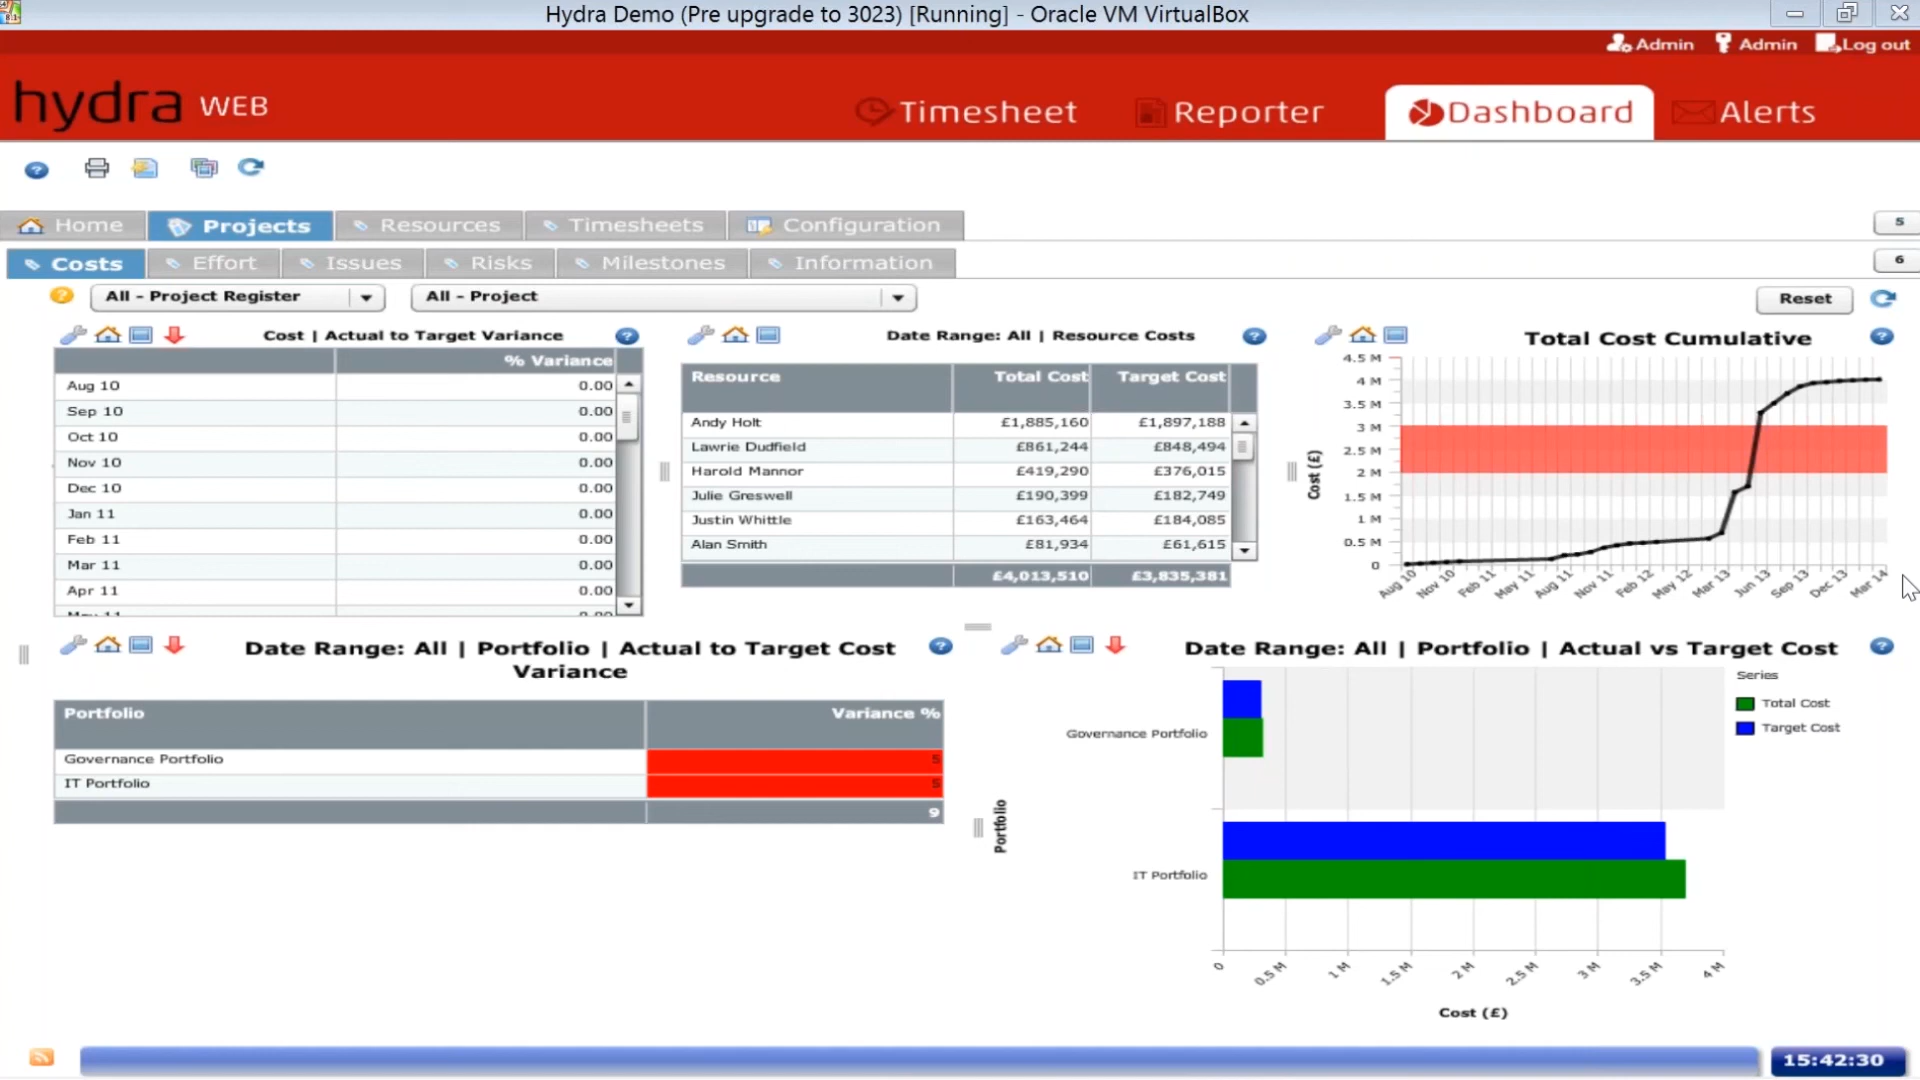 Hydra Demo (Pre upgrade to 3023) [Running] - Oracle VM VirtualBox
Admin Admin Log out
hydra WEB
Timesheet Reporter Dashboard Alerts
Home Projects Resources Timesheets Configuration 5
Costs Effort Issues Risks Milestones Information 6
All - Project Register All - Project Reset
Cost | Actual to Target Variance
% Variance
Aug 10 0.00
Sep 10 0.00
Oct 10 0.00
Nov 10 0.00
Dec 10 0.00
Jan 11 0.00
Feb 11 0.00
Mar 11 0.00
Apr 11 0.00
Date Range: All | Resource Costs
Resource Total Cost Target Cost
Andy Holt £1,885,160 £1,897,188
Lawrie Dudfield £861,244 £848,494
Harold Mannor £419,290 £376,015
Julie Greswell £190,399 £182,749
Justin Whittle £163,464 £184,085
Alan Smith £81,934 £61,615
£4,013,510 £3,835,381
Total Cost Cumulative
4.5 M
4 M
3.5 M
3 M
2.5 M
2 M
1.5 M
1 M
0.5 M
0
Cost (£)
Aug 10 Nov 10 Feb 11 May 11 Aug 11 Nov 11 Feb 12 May 12 Mar 13 Jun 13 Sep 13 Dec 13 Mar 14
Date Range: All | Portfolio | Actual to Target Cost
Variance
Portfolio Variance %
Governance Portfolio 5
IT Portfolio 5
9
Date Range: All | Portfolio | Actual vs Target Cost
Series
Total Cost
Target Cost
Governance Portfolio
IT Portfolio
Portfolio
0 0.5 M 1 M 1.5 M 2 M 2.5 M 3 M 3.5 M 4 M
Cost (£)
15:42:30